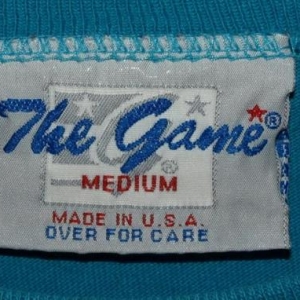 The Game®
®
MEDIUM
MADE IN U.S.A.
OVER FOR CARE